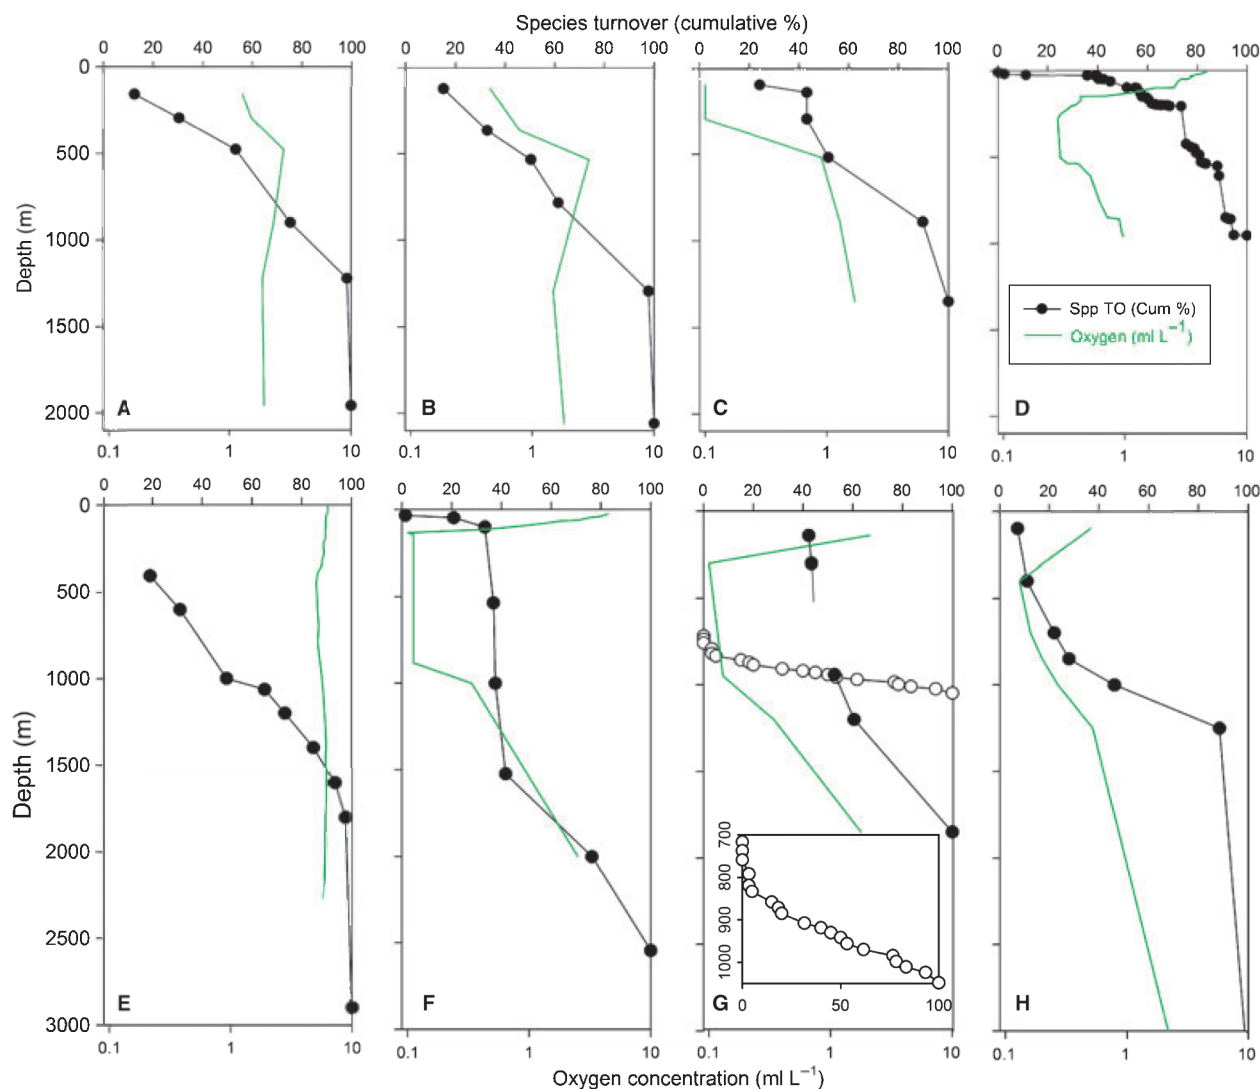 Species turnover (cumulative %)
0 20 40 60 80 100 0 20 40 60 80 100 0 20 40 60 80 100 0 20 40 60 80 100
0
500
1000
1500
2000
Depth (m)
Spp TO (Cum %)
Oxygen (ml L⁻¹)
A B C D
0.1 1 10 0.1 1 10 0.1 1 10 0.1 1 10
0 20 40 60 80 100 0 20 40 60 80 100 0 20 40 60 80 100 0 20 40 60 80 100
0
500
1000
1500
2000
2500
3000
Depth (m)
700
800
900
1000
0 50 100
E F G H
0.1 1 10 0.1 1 10 0.1 1 10 0.1 1 10
Oxygen concentration (ml L⁻¹)